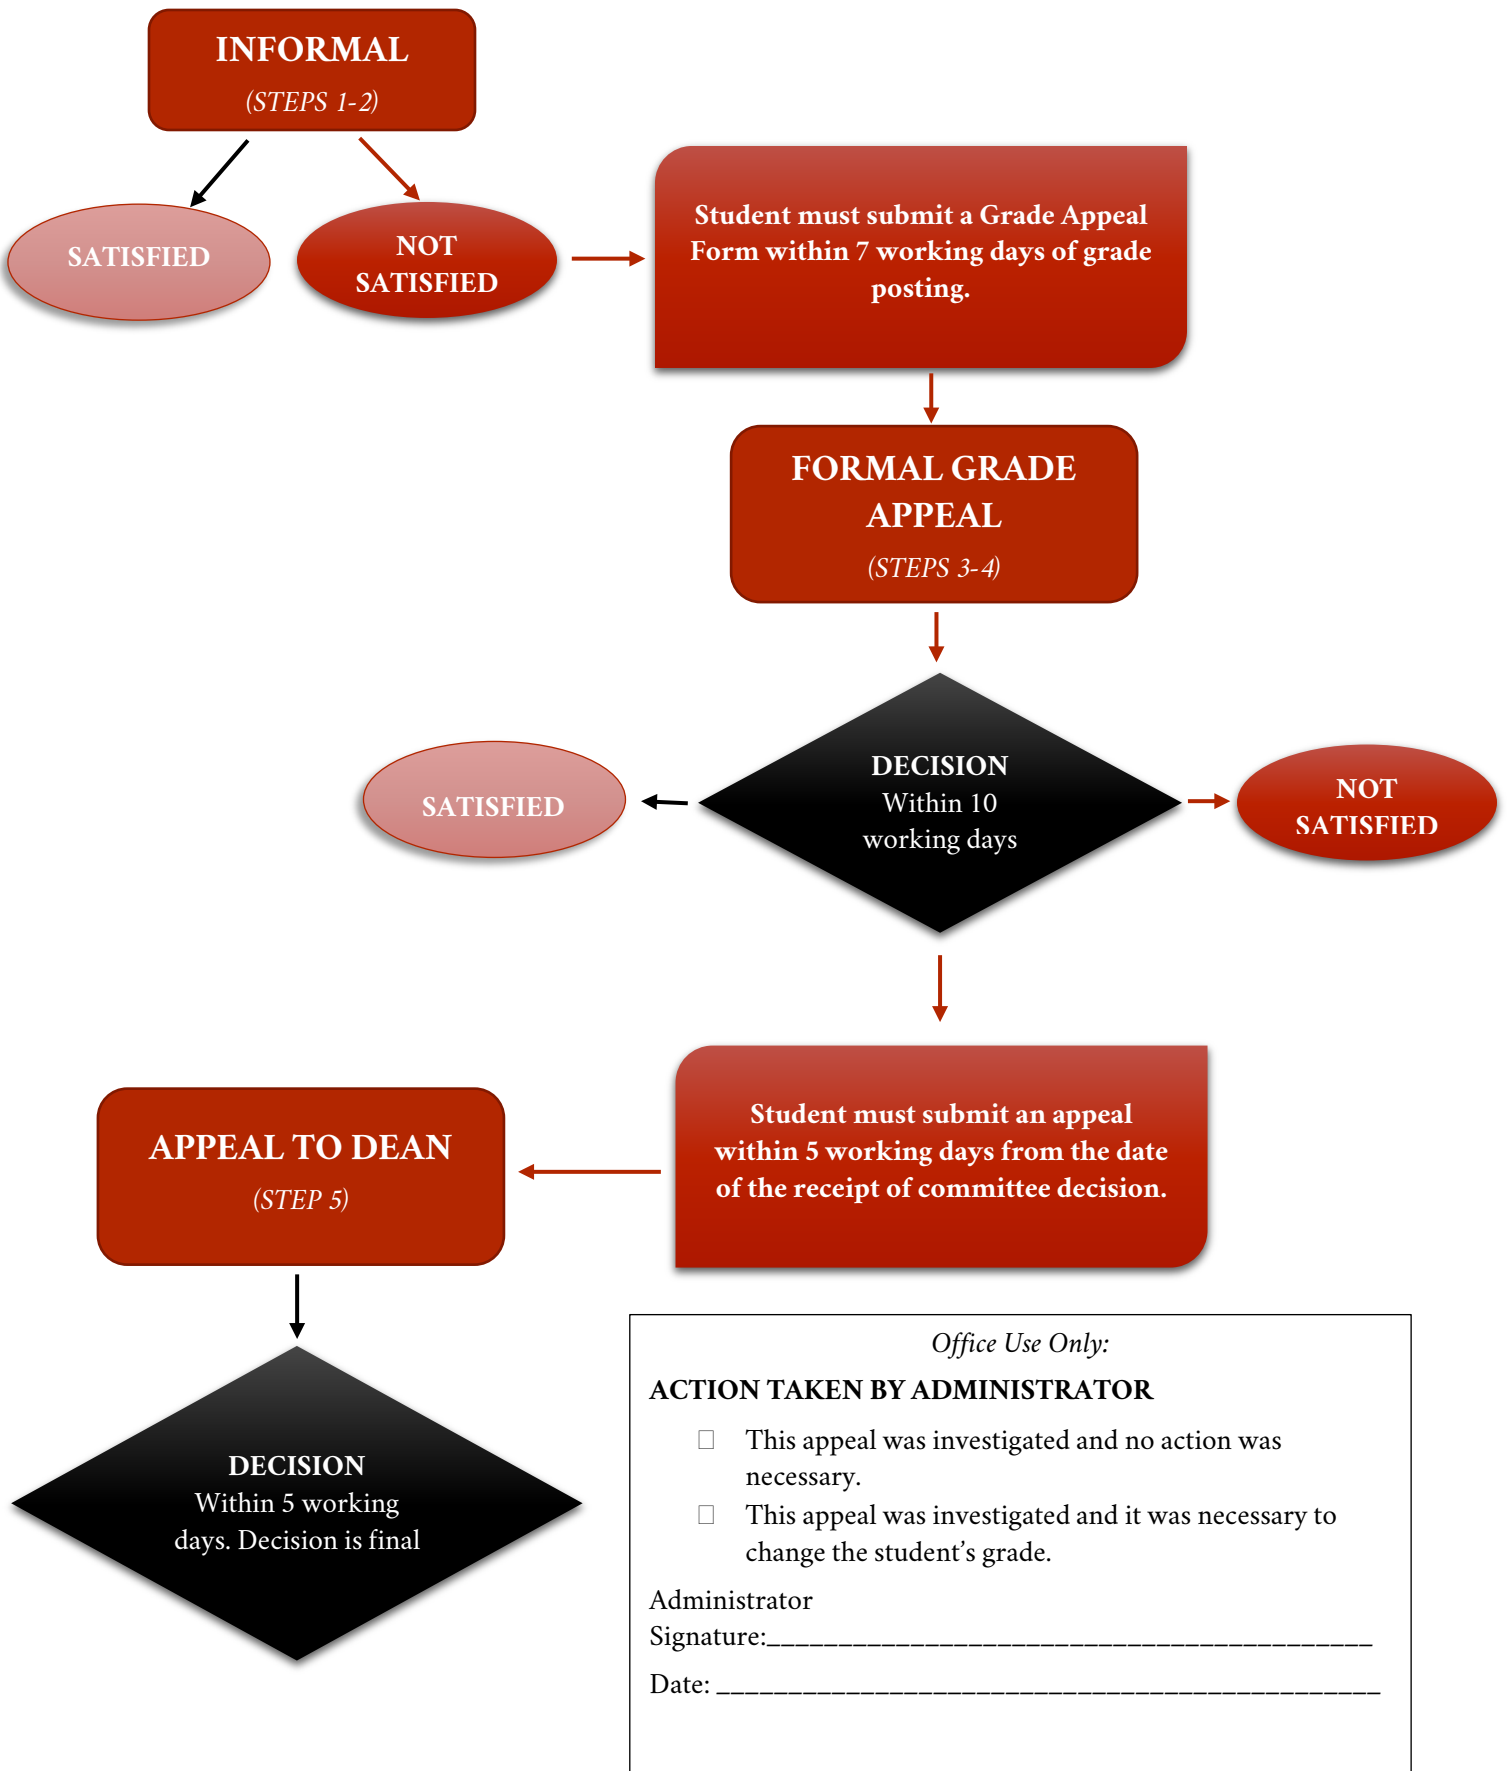 INFORMAL
(STEPS 1-2)
SATISFIED
NOT
SATISFIED
Student must submit a Grade Appeal
Form within 7 working days of grade
posting.
FORMAL GRADE
APPEAL
(STEPS 3-4)
DECISION
Within 10
working days
SATISFIED
NOT
SATISFIED
Student must submit an appeal
within 5 working days from the date
of the receipt of committee decision.
APPEAL TO DEAN
(STEP 5)
DECISION
Within 5 working
days. Decision is final
Office Use Only:
ACTION TAKEN BY ADMINISTRATOR
☐ This appeal was investigated and no action was
necessary.
☐ This appeal was investigated and it was necessary to
change the student’s grade.
Administrator
Signature:__________________________________________
Date: ______________________________________________